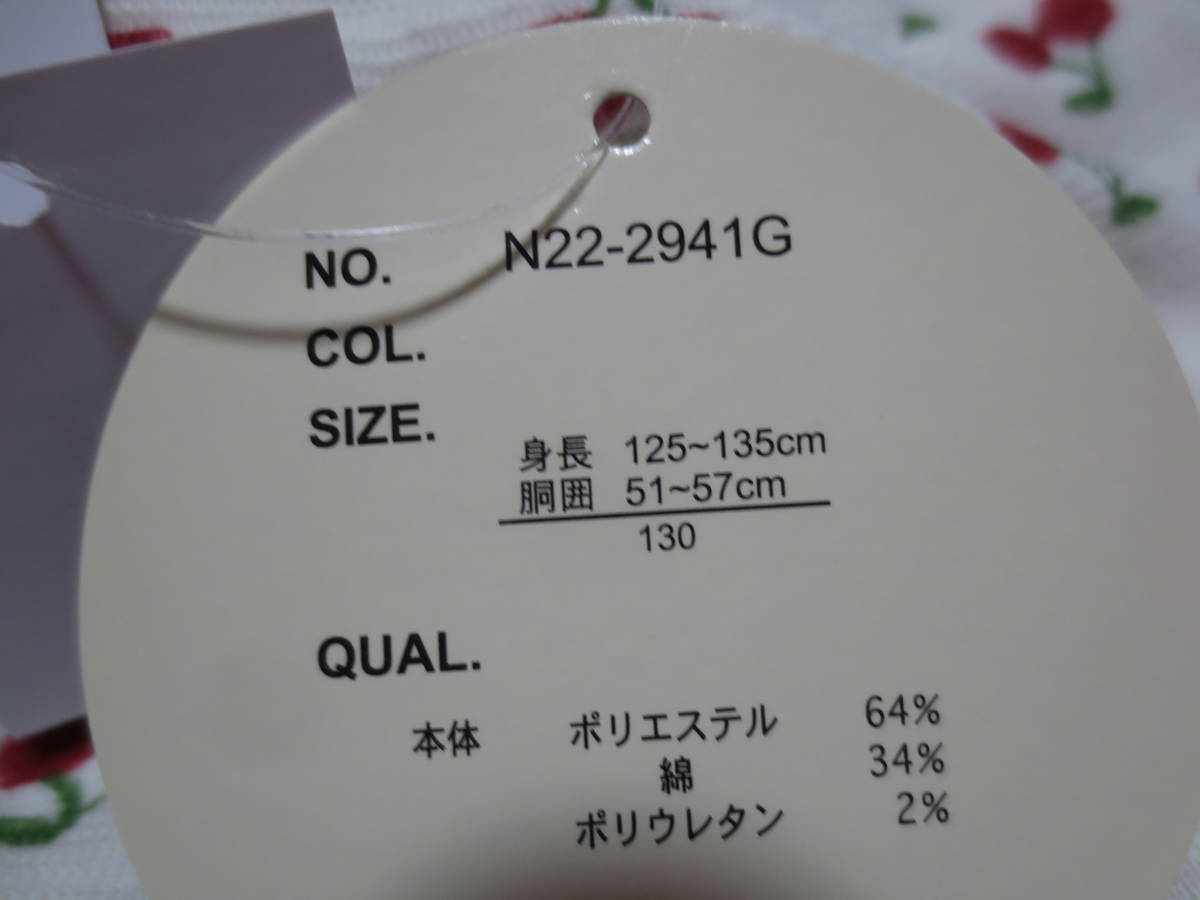 NO. N22-2941G
COL.
SIZE.
身長 125~135cm
胴囲 51~57cm
130
QUAL.
本体 ポリエステル 64%
綿 34%
ポリウレタン 2%